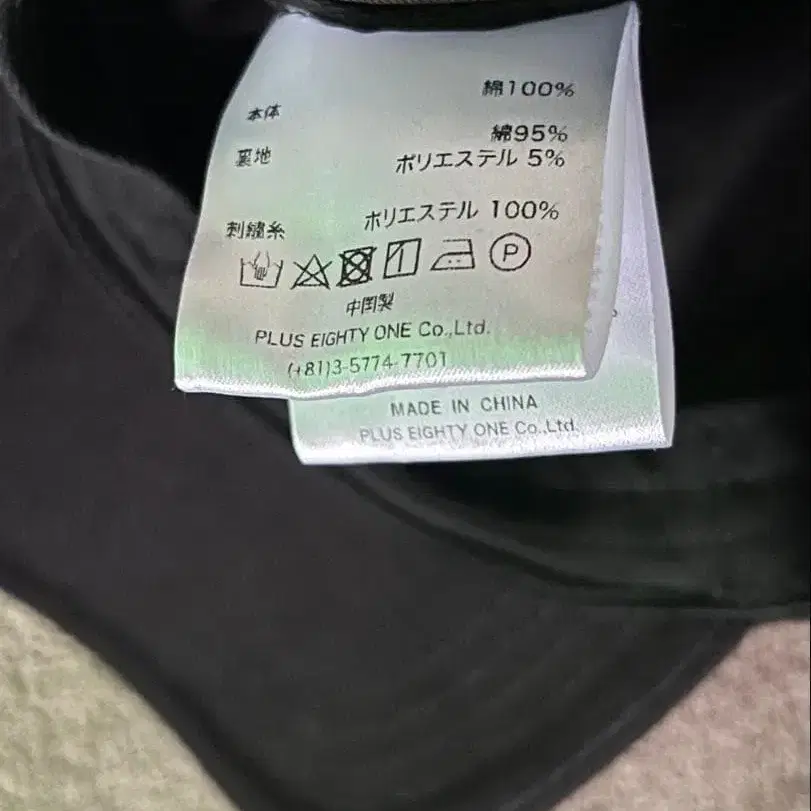 本体 綿100%
綿95%
裏地 ポリエステル 5%
刺繍糸 ポリエステル 100%
P
中国製
PLUS EIGHTY ONE Co.,Ltd.
(+81)3-5774-7701
MADE IN CHINA
PLUS EIGHTY ONE Co.,Ltd.